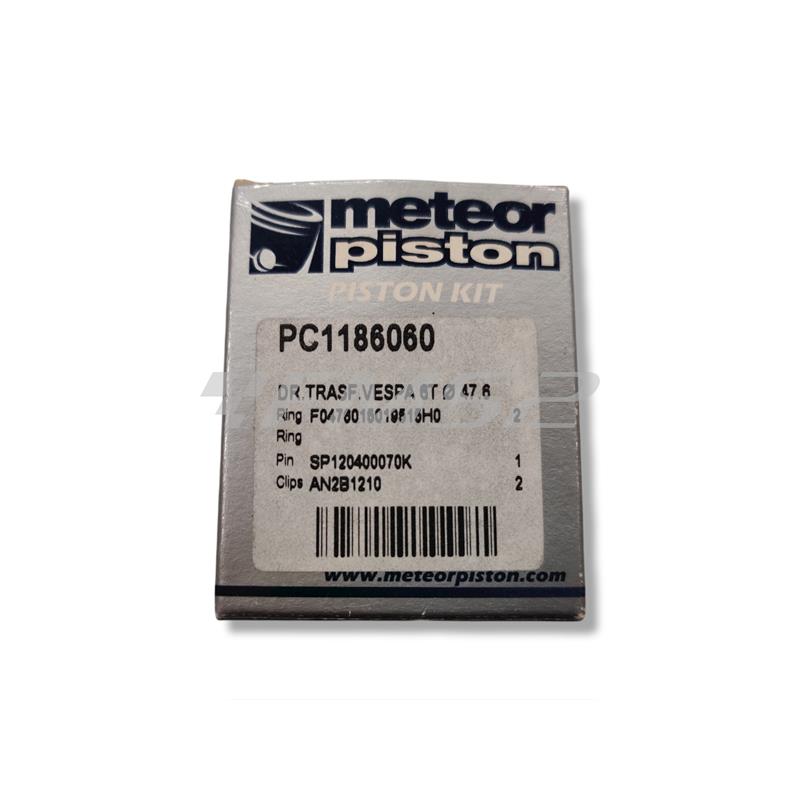 meteor
piston
PISTON KIT
PC1186060
DR.TRASF.VESPA 6T Ø 47.6
Ring 2
Ring
Pin SP120400070K 1
Clips AN2B1210 2
www.meteorpiston.com